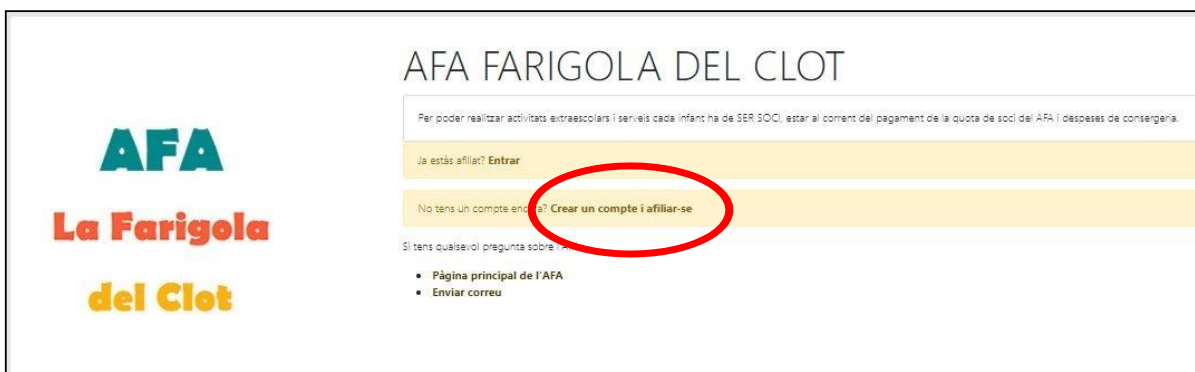 AFA FARIGOLA DEL CLOT
Per poder realitzar activitats extraescolars i serveis cada infant ha de SER SOCI, estar al corrent del pagament de la quota de soci del AFA i despeses de consergeria.
AFA
La Farigola
del Clot
Ja estàs afiliat? Entrar
No tens un compte encara? Crear un compte i afiliar-se
Si tens qualsevol pregunta sobre l'
Pàgina principal de l'AFA
Enviar correu